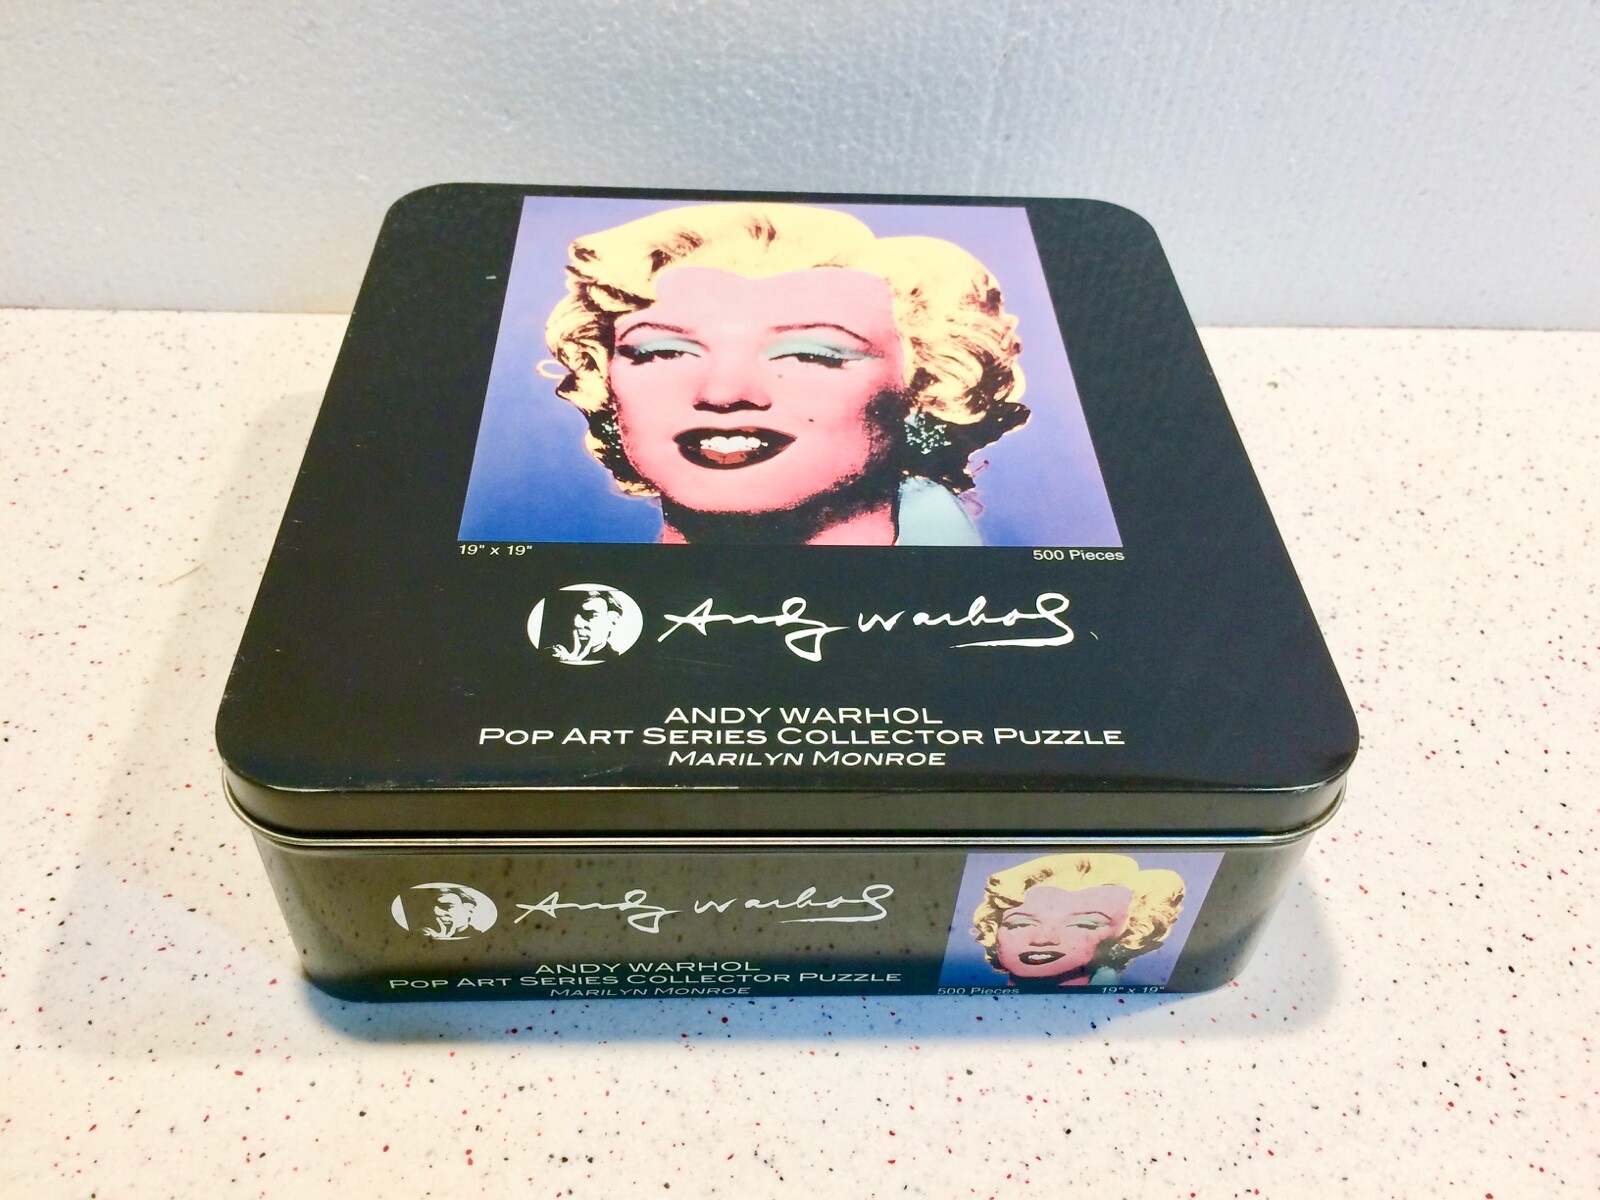 19" x 19"
500 Pieces
Andy Warhol
ANDY WARHOL
POP ART SERIES COLLECTOR PUZZLE
MARILYN MONROE
Andy Warhol
ANDY WARHOL
POP ART SERIES COLLECTOR PUZZLE
MARILYN MONROE
500 Pieces
19" x 19"